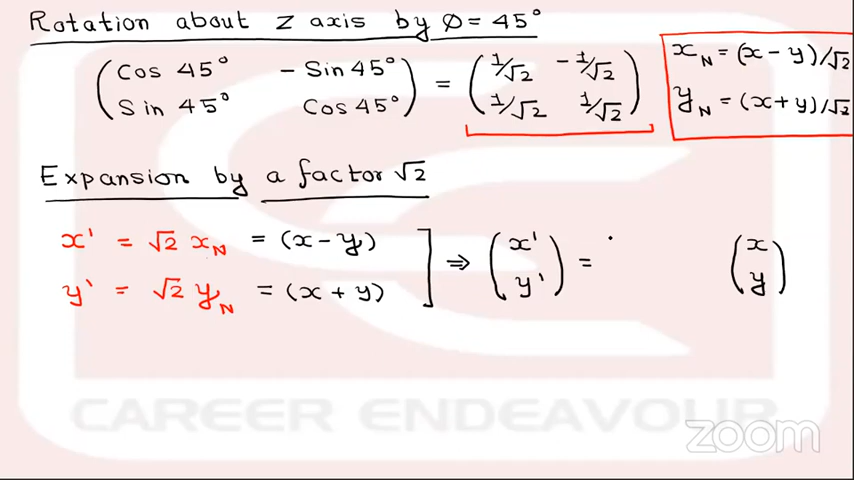 Rotation about Z axis by Ø = 45°
( Cos 45° - Sin 45° ) = ( 1/√2 - 1/√2 )
( Sin 45° Cos 45° ) ( 1/√2 1/√2 )
x_N = (x - y)/√2
y_N = (x + y)/√2
Expansion by a factor √2
x' = √2 x_N = (x - y) ] ⇒ ( x' ) = ( x )
y' = √2 y_N = (x + y) ( y' ) ( y )
CAREER ENDEAVOUR
zoom